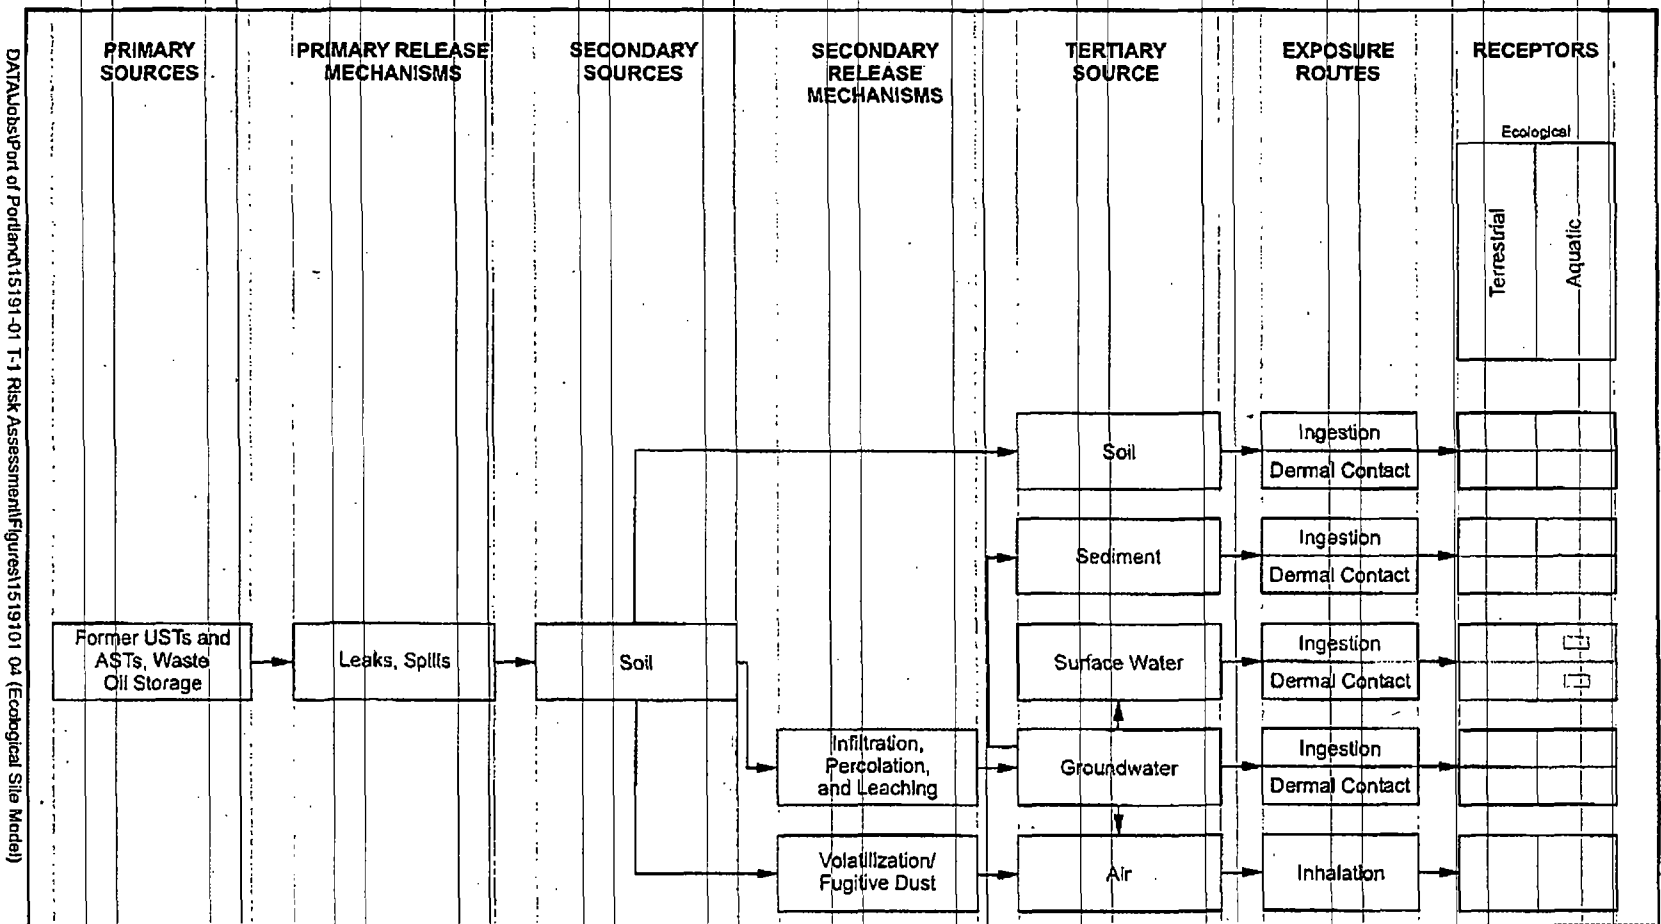 PRIMARY
SOURCES
PRIMARY RELEASE
MECHANISMS
SECONDARY
SOURCES
SECONDARY
RELEASE
MECHANISMS
TERTIARY
SOURCE
EXPOSURE
ROUTES
RECEPTORS
Ecological
Terrestrial
Aquatic
Soil
Ingestion
Dermal Contact
Sediment
Ingestion
Dermal Contact
Former USTs and
ASTs, Waste
Oil Storage
Leaks, Spills
Soil
Surface Water
Ingestion
Dermal Contact
Infiltration,
Percolation,
and Leaching
Groundwater
Ingestion
Dermal Contact
Volatilization/
Fugitive Dust
Air
Inhalation
DATA\Jobs\Port of Portland\15191-01 T-1 Risk Assessment\Figures\1519101 04 (Ecological Site Model)